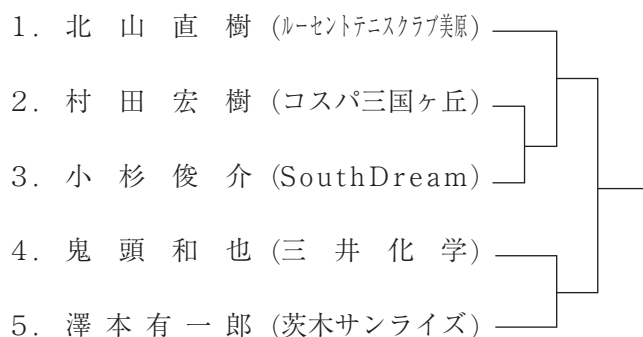 1. 北山直樹 (ルーセントテニスクラブ美原)
2. 村田宏樹 (コスパ三国ヶ丘)
3. 小杉俊介 (SouthDream)
4. 鬼頭和也 (三井化学)
5. 澤本有一郎 (茨木サンライズ)